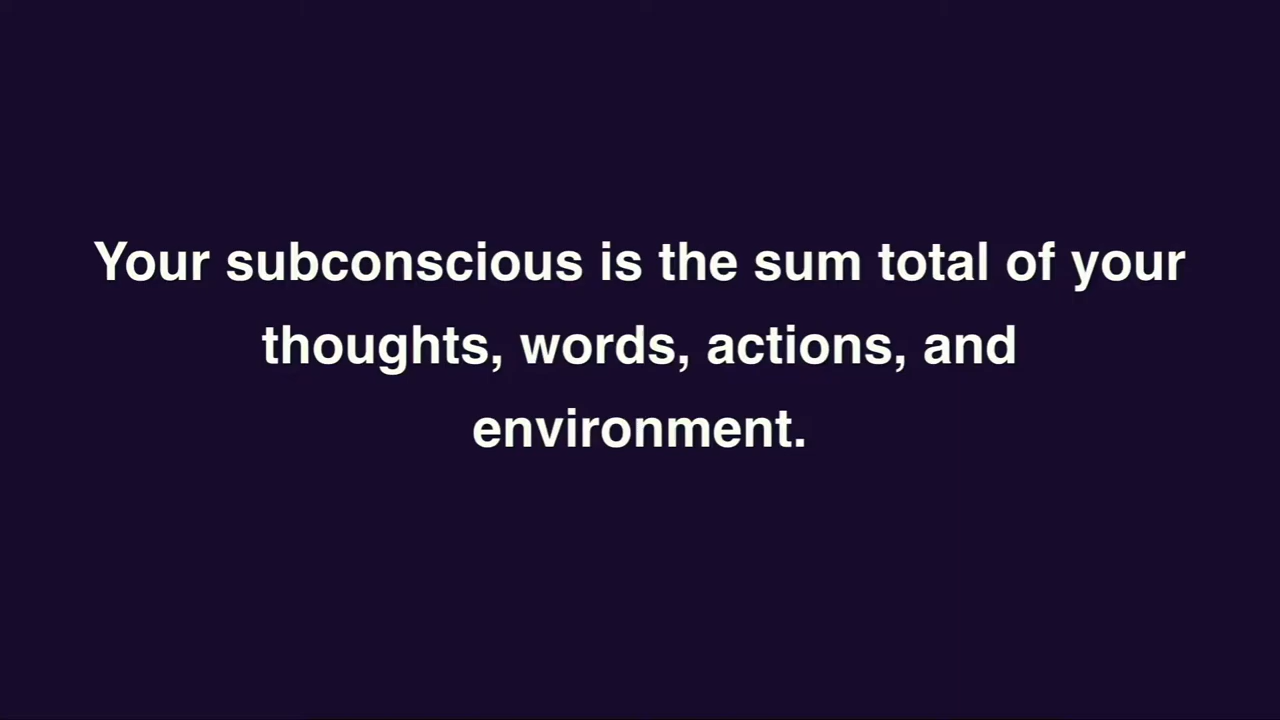 Your subconscious is the sum total of your
thoughts, words, actions, and
environment.